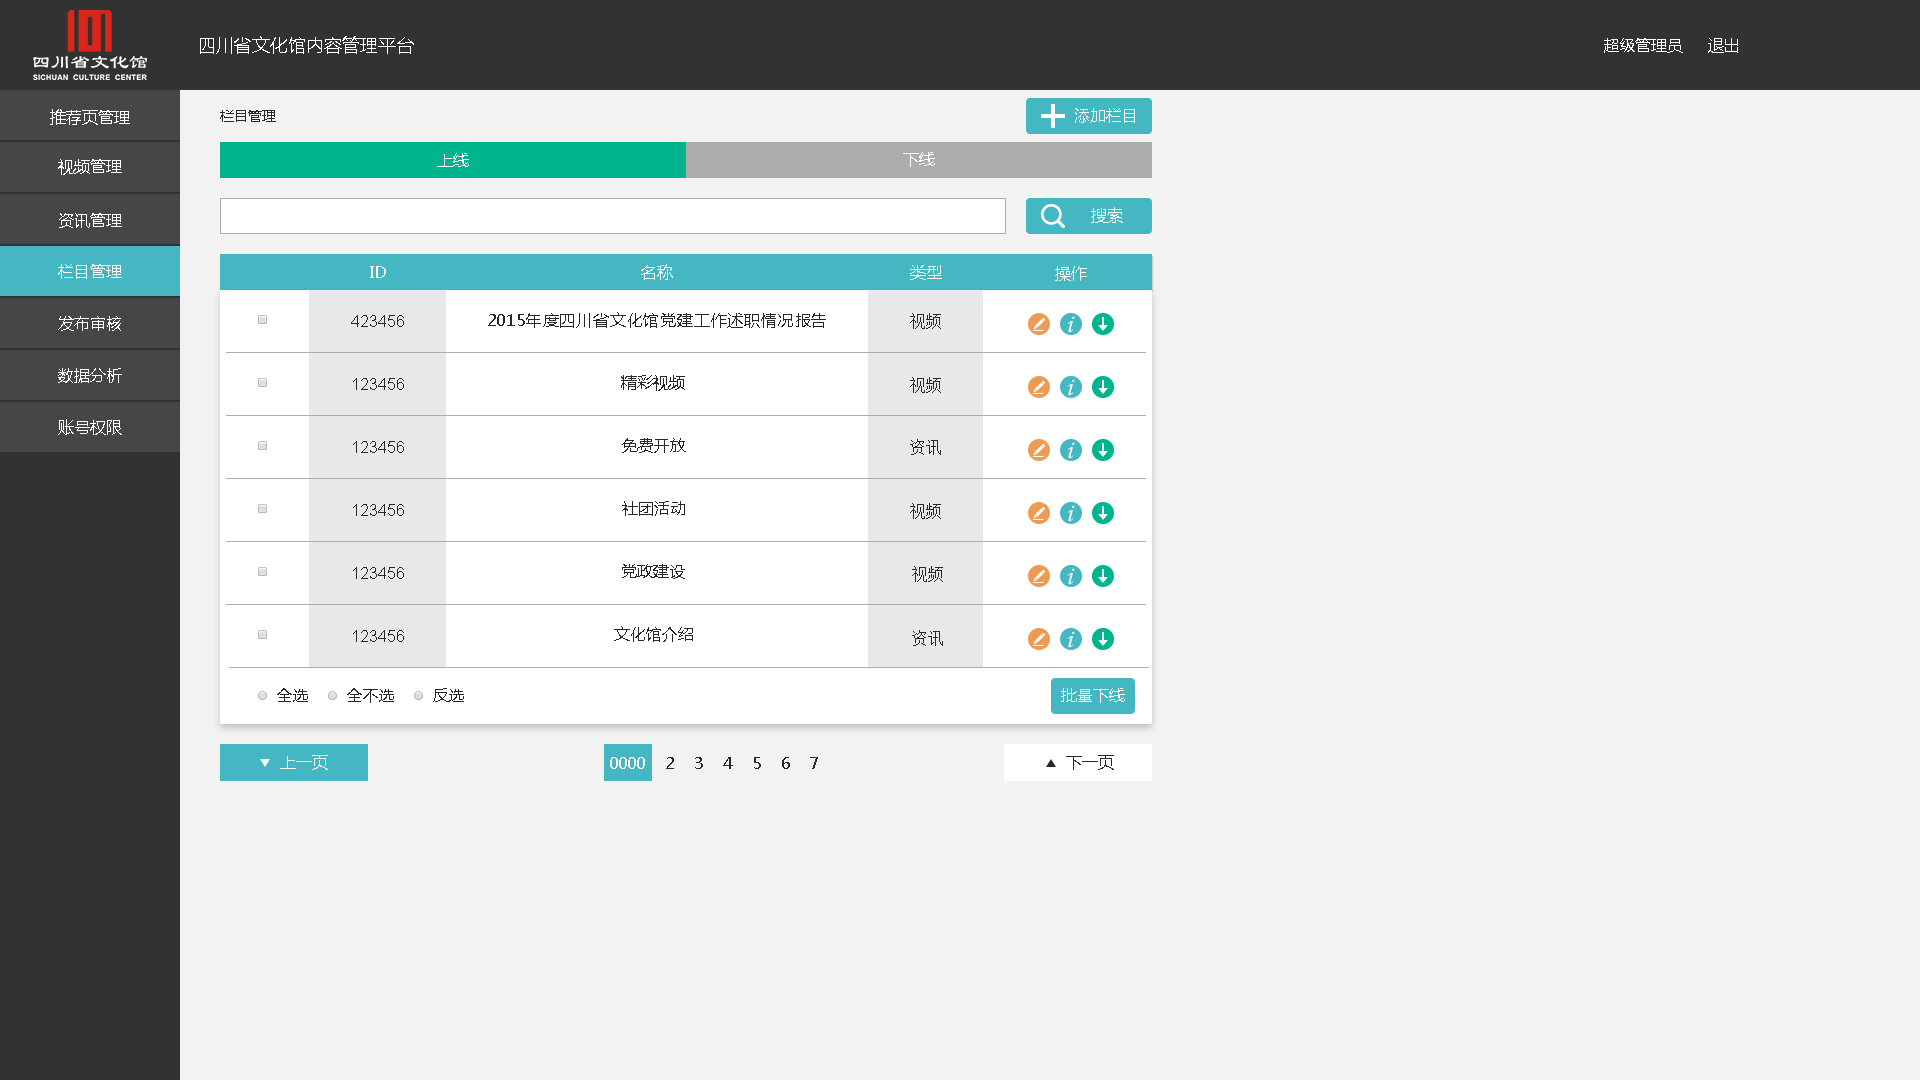 四川省文化馆
SICHUAN CULTURE CENTER
四川省文化馆内容管理平台
超级管理员 退出
推荐页管理
视频管理
资讯管理
栏目管理
发布审核
数据分析
账号权限
栏目管理
添加栏目
上线 下线
搜索
ID 名称 类型 操作
423456 2015年度四川省文化馆党建工作述职情况报告 视频
123456 精彩视频 视频
123456 免费开放 资讯
123456 社团活动 视频
123456 党政建设 视频
123456 文化馆介绍 资讯
全选 全不选 反选 批量下线
上一页 0000 2 3 4 5 6 7 下一页